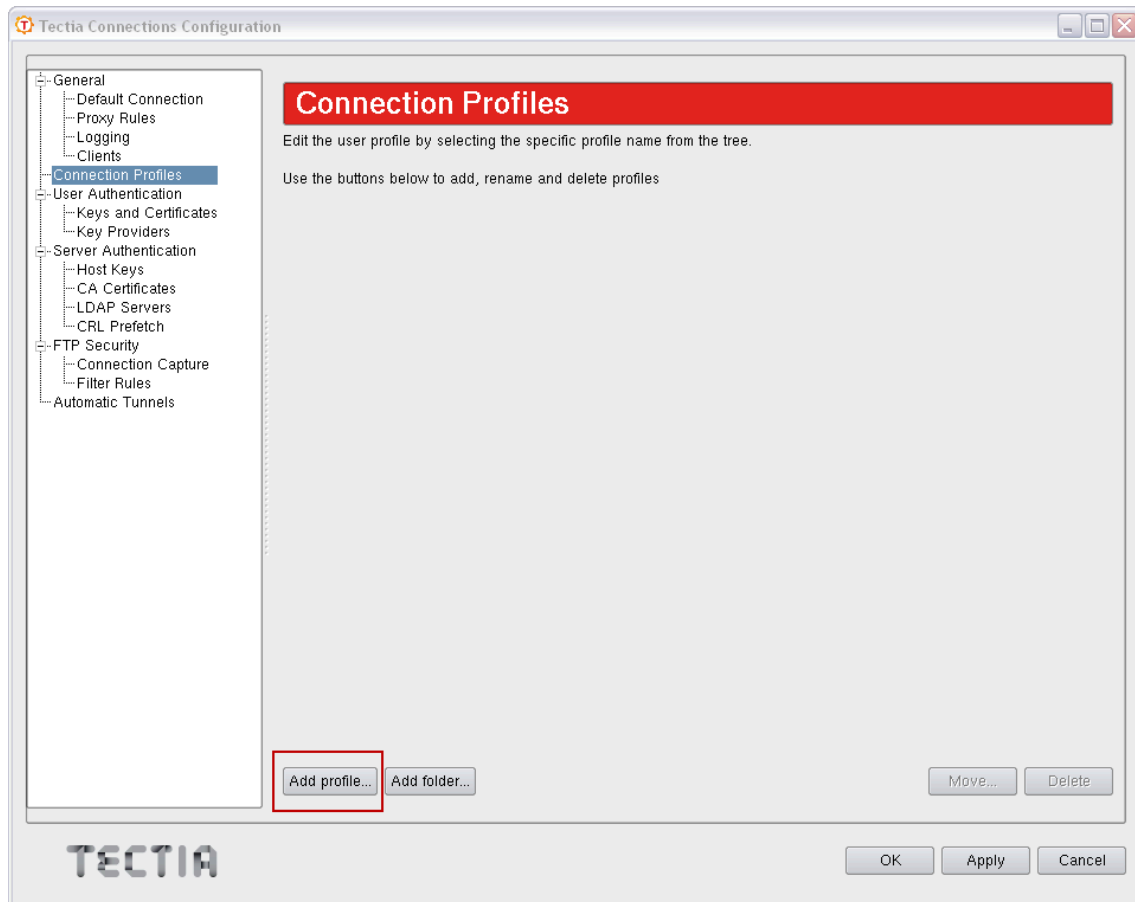 Tectia Connections Configuration
General
Default Connection
Proxy Rules
Logging
Clients
Connection Profiles
User Authentication
Keys and Certificates
Key Providers
Server Authentication
Host Keys
CA Certificates
LDAP Servers
CRL Prefetch
FTP Security
Connection Capture
Filter Rules
Automatic Tunnels
Connection Profiles
Edit the user profile by selecting the specific profile name from the tree.
Use the buttons below to add, rename and delete profiles
Add profile... Add folder... Move... Delete
TECTIA
OK Apply Cancel